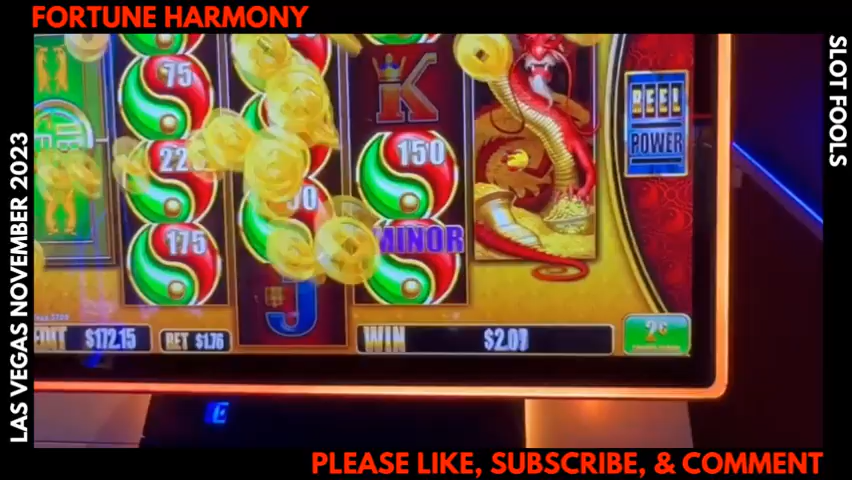 FORTUNE HARMONY
SLOT FOOLS
LAS VEGAS NOVEMBER 2023
75
K
REEL
POWER
150
175
MINOR
J
$172.15
BET $1.76
WIN
2¢
PLEASE LIKE, SUBSCRIBE, & COMMENT